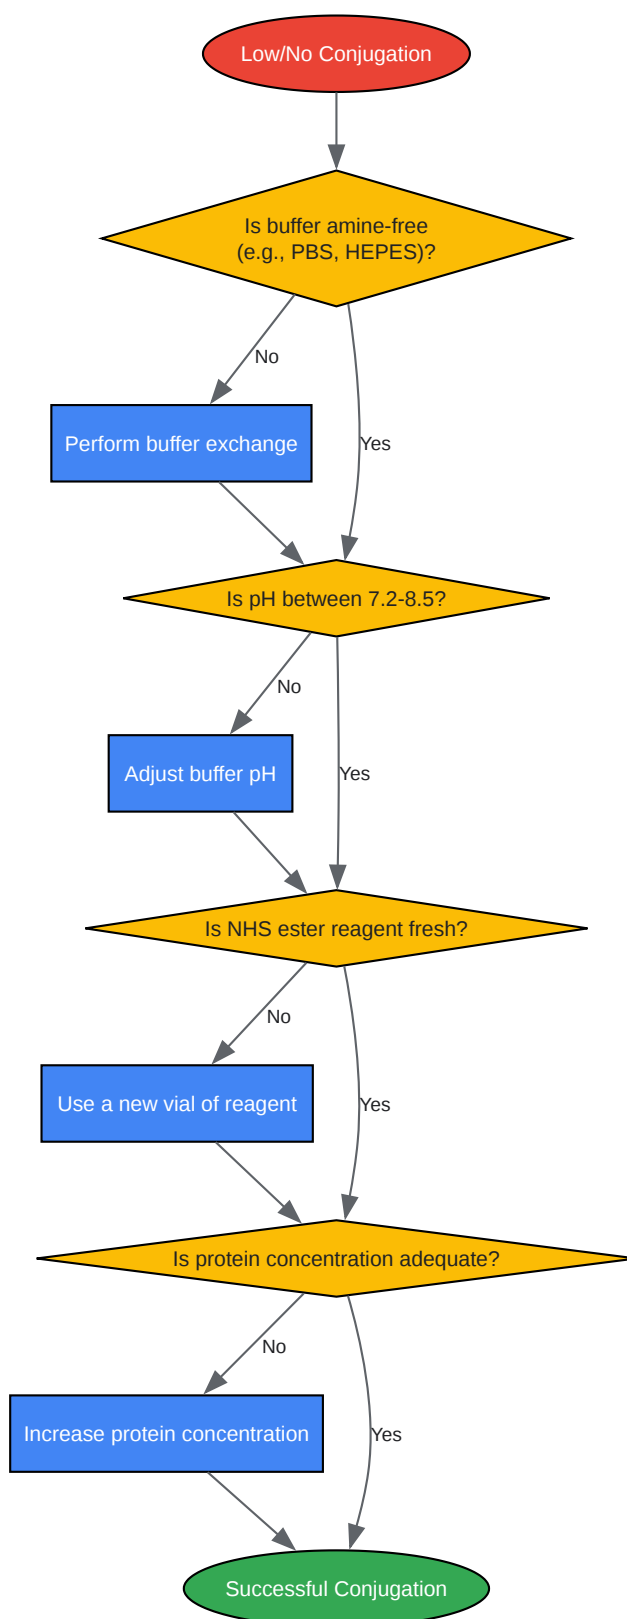 Low/No Conjugation
Is buffer amine-free
(e.g., PBS, HEPES)?
No
Perform buffer exchange
Yes
Is pH between 7.2-8.5?
No
Adjust buffer pH
Yes
Is NHS ester reagent fresh?
No
Use a new vial of reagent
Yes
Is protein concentration adequate?
No
Increase protein concentration
Yes
Successful Conjugation